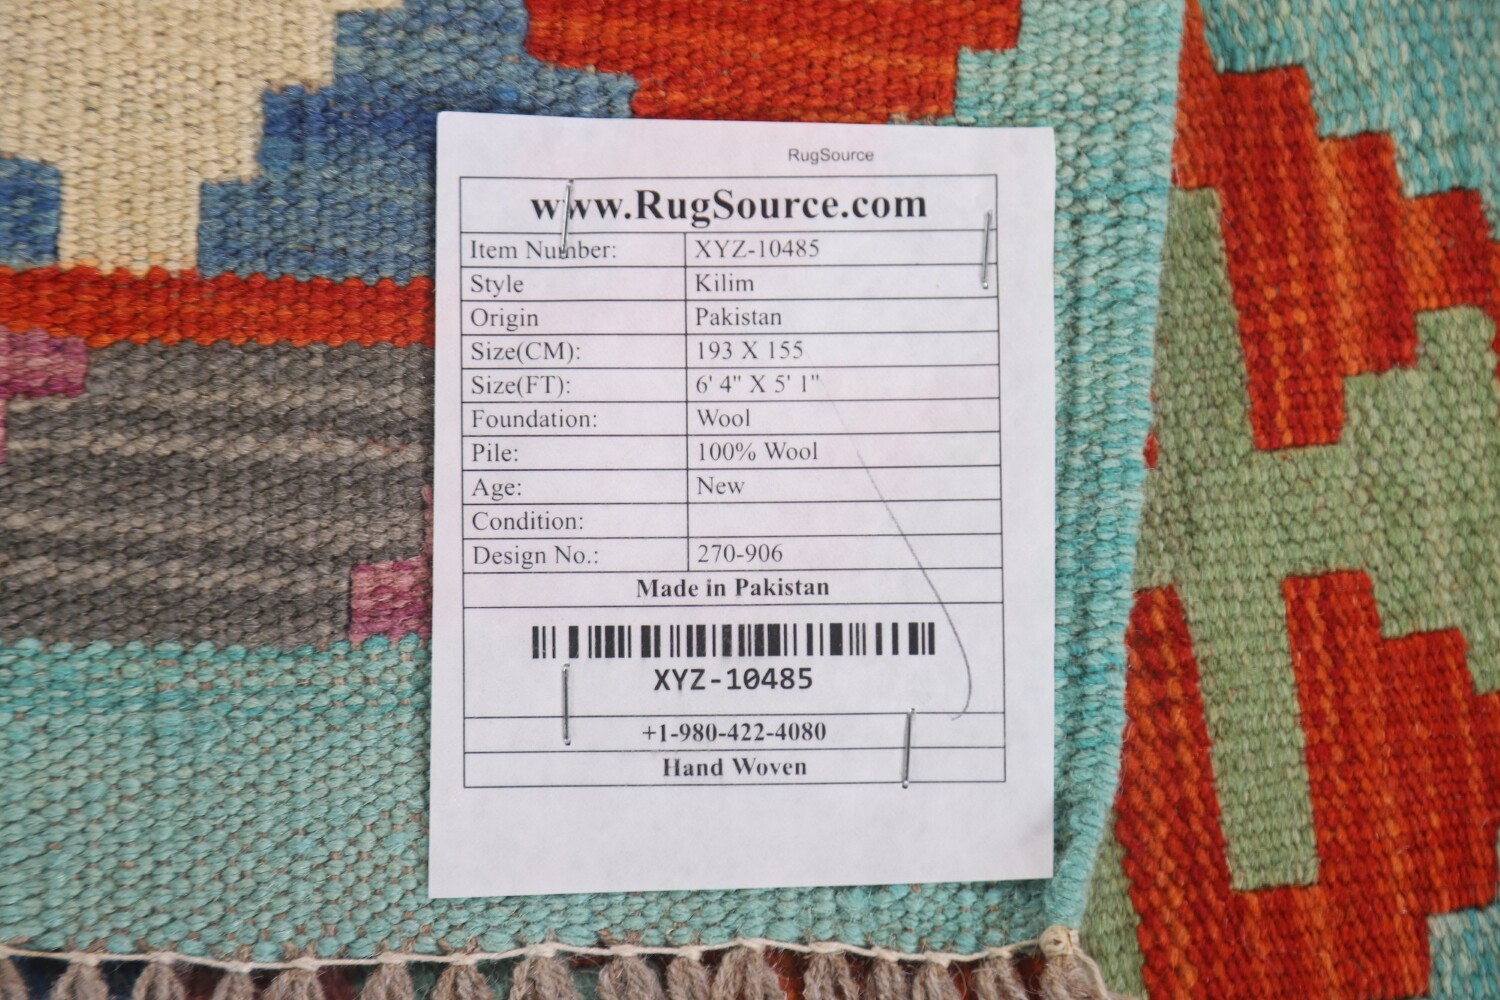 RugSource
www.RugSource.com
Item Number: XYZ-10485
Style Kilim
Origin Pakistan
Size(CM): 193 X 155
Size(FT): 6' 4" X 5' 1"
Foundation: Wool
Pile: 100% Wool
Age: New
Condition:
Design No.: 270-906
Made in Pakistan
XYZ-10485
+1-980-422-4080
Hand Woven